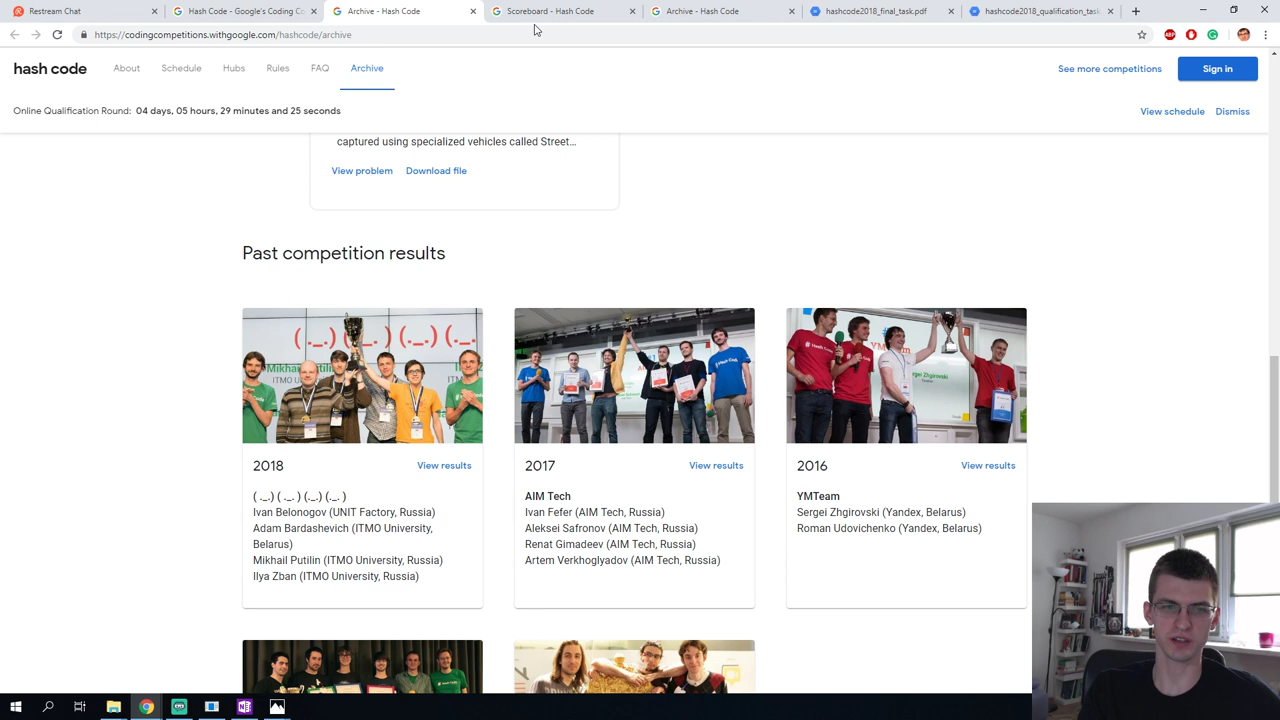 Restream Chat
Hash Code - Google's Coding Co
Archive - Hash Code
Scoreboard - Hash Code
Archive - Hash Code
hashcode2018_final_task.pdf
hashcode2018_qualification_task.
https://codingcompetitions.withgoogle.com/hashcode/archive
ABP
hash code
About
Schedule
Hubs
Rules
FAQ
Archive
See more competitions
Sign in
Online Qualification Round: 04 days, 05 hours, 29 minutes and 25 seconds
View schedule
Dismiss
captured using specialized vehicles called Street...
View problem
Download file
Past competition results
2018
View results
( ._.) ( ._. ) (._.) (._. )
Ivan Belonogov (UNIT Factory, Russia)
Adam Bardashevich (ITMO University,
Belarus)
Mikhail Putilin (ITMO University, Russia)
Ilya Zban (ITMO University, Russia)
2017
View results
AIM Tech
Ivan Fefer (AIM Tech, Russia)
Aleksei Safronov (AIM Tech, Russia)
Renat Gimadeev (AIM Tech, Russia)
Artem Verkhoglyadov (AIM Tech, Russia)
2016
View results
YMTeam
Sergei Zhgirovski (Yandex, Belarus)
Roman Udovichenko (Yandex, Belarus)